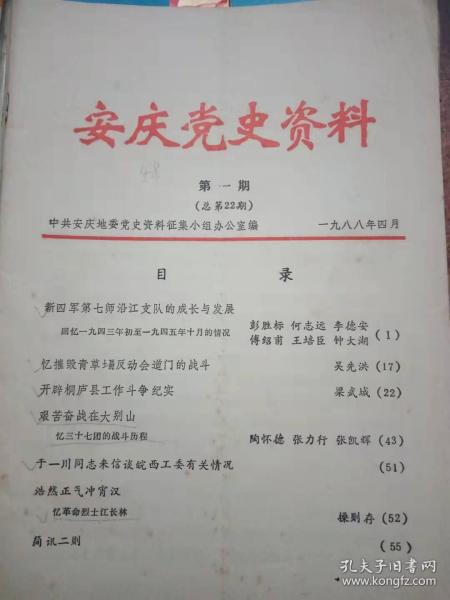 安庆党史资料
48
第一期
(总第22期)
中共安庆地委党史资料征集小组办公室编 一九八八年四月
目 录
新四军第七师沿江支队的成长与发展
回忆一九四三年初至一九四五年十月的情况 彭胜标 何志远 李德安
傅绍甫 王培臣 钟大湖 (1)
忆摧毁青草塥反动会道门的战斗 吴先洪 (17)
开辟桐庐县工作斗争纪实 梁武城 (22)
艰苦奋战在大别山
忆三十七团的战斗历程 陶怀德 张力行 张凯辉 (43)
于一川同志来信谈皖西工委有关情况 (51)
浩然正气冲宵汉
忆革命烈士江长林 操则存 (52)
简讯二则 (55)
孔夫子旧书网
www.kongfz.com